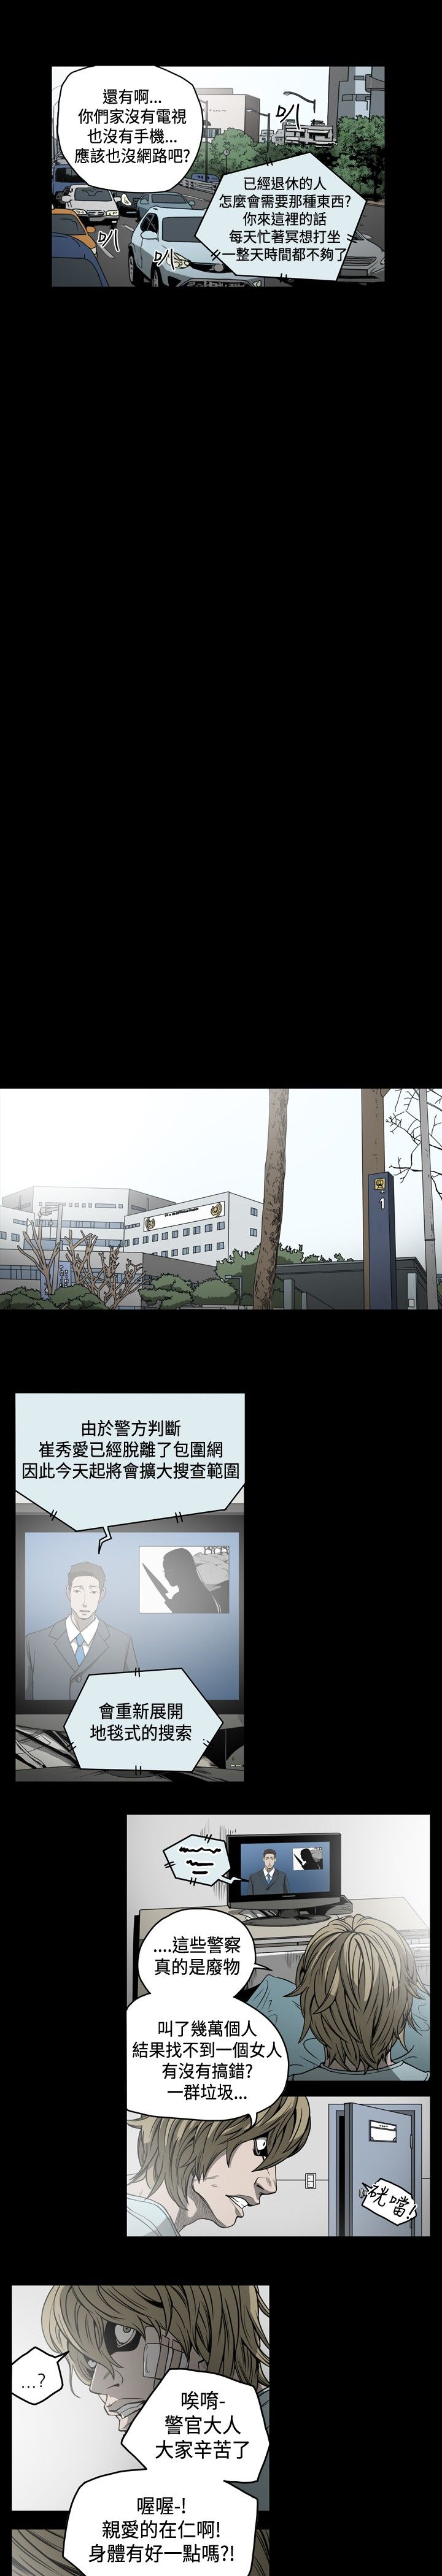 還有啊...
你們家沒有電視
也沒有手機...
應該也沒網路吧?
叭
已經退休的人
怎麼會需要那種東西?
你來這裡的話
每天忙著冥想打坐
一整天時間都不夠了
叭
叭
1
由於警方判斷
崔秀愛已經脫離了包圍網
因此今天起將會擴大搜查範圍
會重新展開
地毯式的搜索
....這些警察
真的是廢物
叫了幾萬個人
結果找不到一個女人
有沒有搞錯?
一群垃圾...
硄噹!
...?
唉唷-
警官大人
大家辛苦了
喔喔-!
親愛的在仁啊!
身體有好一點嗎?!